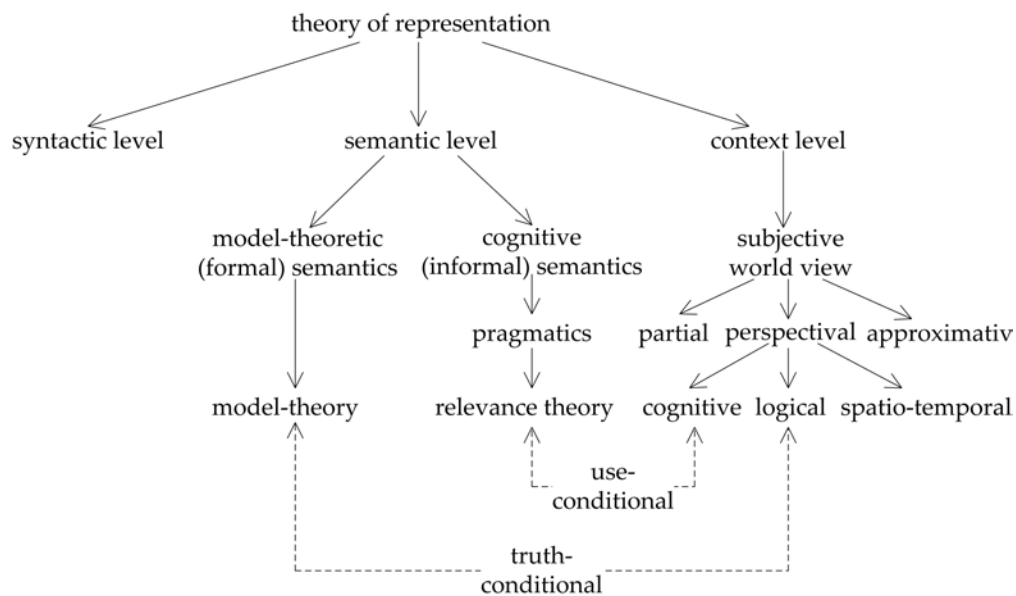 theory of representation
syntactic level
semantic level
context level
model-theoretic
(formal) semantics
cognitive
(informal) semantics
subjective
world view
pragmatics
partial
perspectival
approximativ
model-theory
relevance theory
cognitive
logical
spatio-temporal
use-
conditional
truth-
conditional